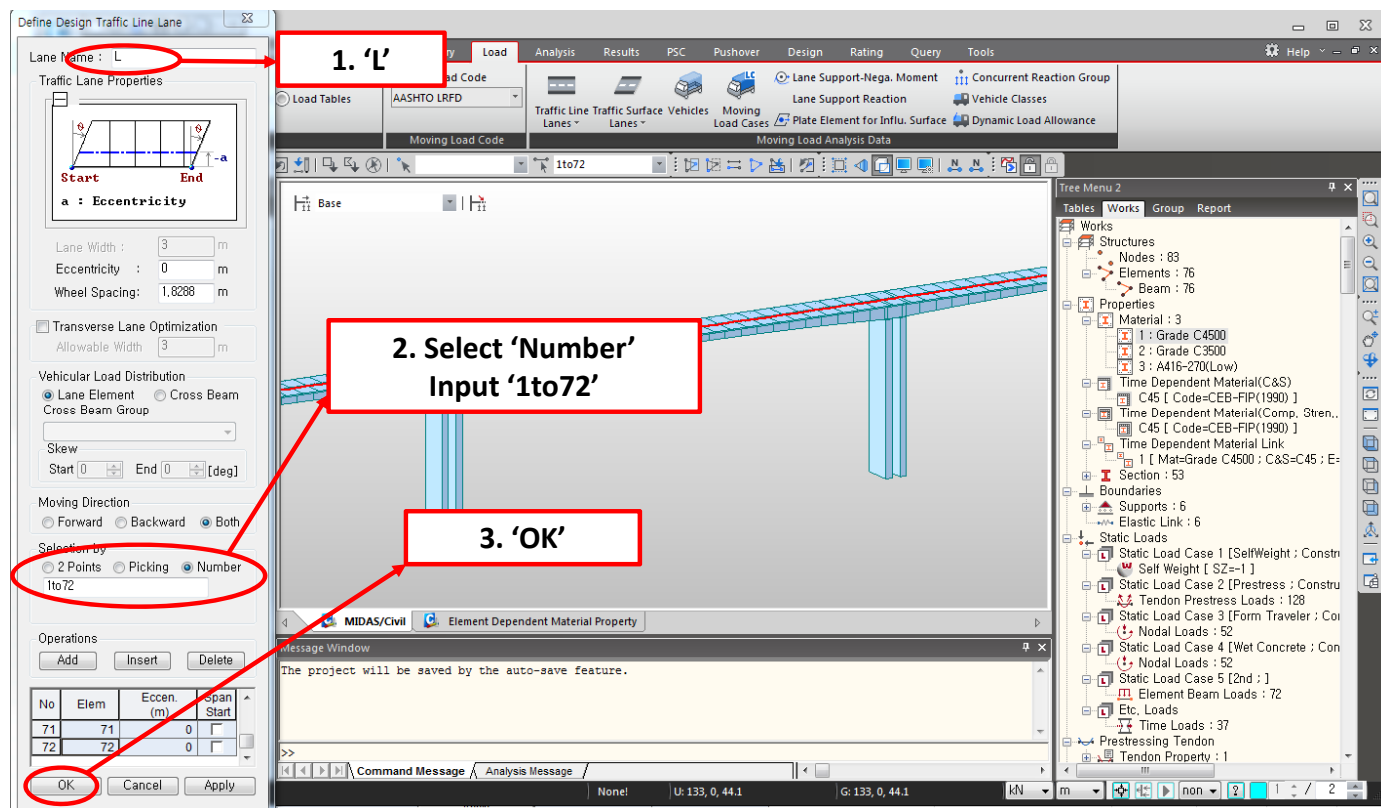 Define Design Traffic Line Lane
Lane Name : L
Traffic Lane Properties
Start End
-a
a : Eccentricity
Lane Width : 3 m
Eccentricity : 0 m
Wheel Spacing: 1,8288 m
Transverse Lane Optimization
Allowable Width 3 m
Vehicular Load Distribution
Lane Element Cross Beam
Cross Beam Group
Skew
Start 0 End 0 [deg]
Moving Direction
Forward Backward Both
Selection by
2 Points Picking Number
1to72
Operations
Add Insert Delete
No Elem Eccen. (m) Span Start
71 71 0
72 72 0
OK Cancel Apply
1. ‘L’
2. Select ‘Number’
Input ‘1to72’
3. ‘OK’
Load Analysis Results PSC Pushover Design Rating Query Tools Help
Load Tables
AASHTO LRFD
Moving Load Code
Traffic Line Lanes
Traffic Surface Lanes
Vehicles
Moving Load Cases
Lane Support-Nega. Moment
Lane Support Reaction
Plate Element for Influ. Surface
Concurrent Reaction Group
Vehicle Classes
Dynamic Load Allowance
Moving Load Analysis Data
1to72
Base
MIDAS/Civil Element Dependent Material Property
Message Window
The project will be saved by the auto-save feature.
>>
Command Message Analysis Message
Tree Menu 2
Tables Works Group Report
Works
Structures
Nodes : 83
Elements : 76
Beam : 76
Properties
Material : 3
1 : Grade C4500
2 : Grade C3500
3 : A416-270(Low)
Time Dependent Material(C&S)
C45 [ Code=CEB-FIP(1990) ]
Time Dependent Material(Comp, Stren,,
C45 [ Code=CEB-FIP(1990) ]
Time Dependent Material Link
1 [ Mat=Grade C4500 ; C&S=C45 ; E=
Section : 53
Boundaries
Supports : 6
Elastic Link : 6
Static Loads
Static Load Case 1 [SelfWeight ; Constru
Self Weight [ SZ=-1 ]
Static Load Case 2 [Prestress ; Constru
Tendon Prestress Loads : 128
Static Load Case 3 [Form Traveler ; Co
Nodal Loads : 52
Static Load Case 4 [Wet Concrete ; Con
Nodal Loads : 52
Static Load Case 5 [2nd ; ]
Element Beam Loads : 72
Etc, Loads
Time Loads : 37
Prestressing Tendon
Tendon Property : 1
None! U: 133, 0, 44.1 G: 133, 0, 44.1 kN m non 1 / 2